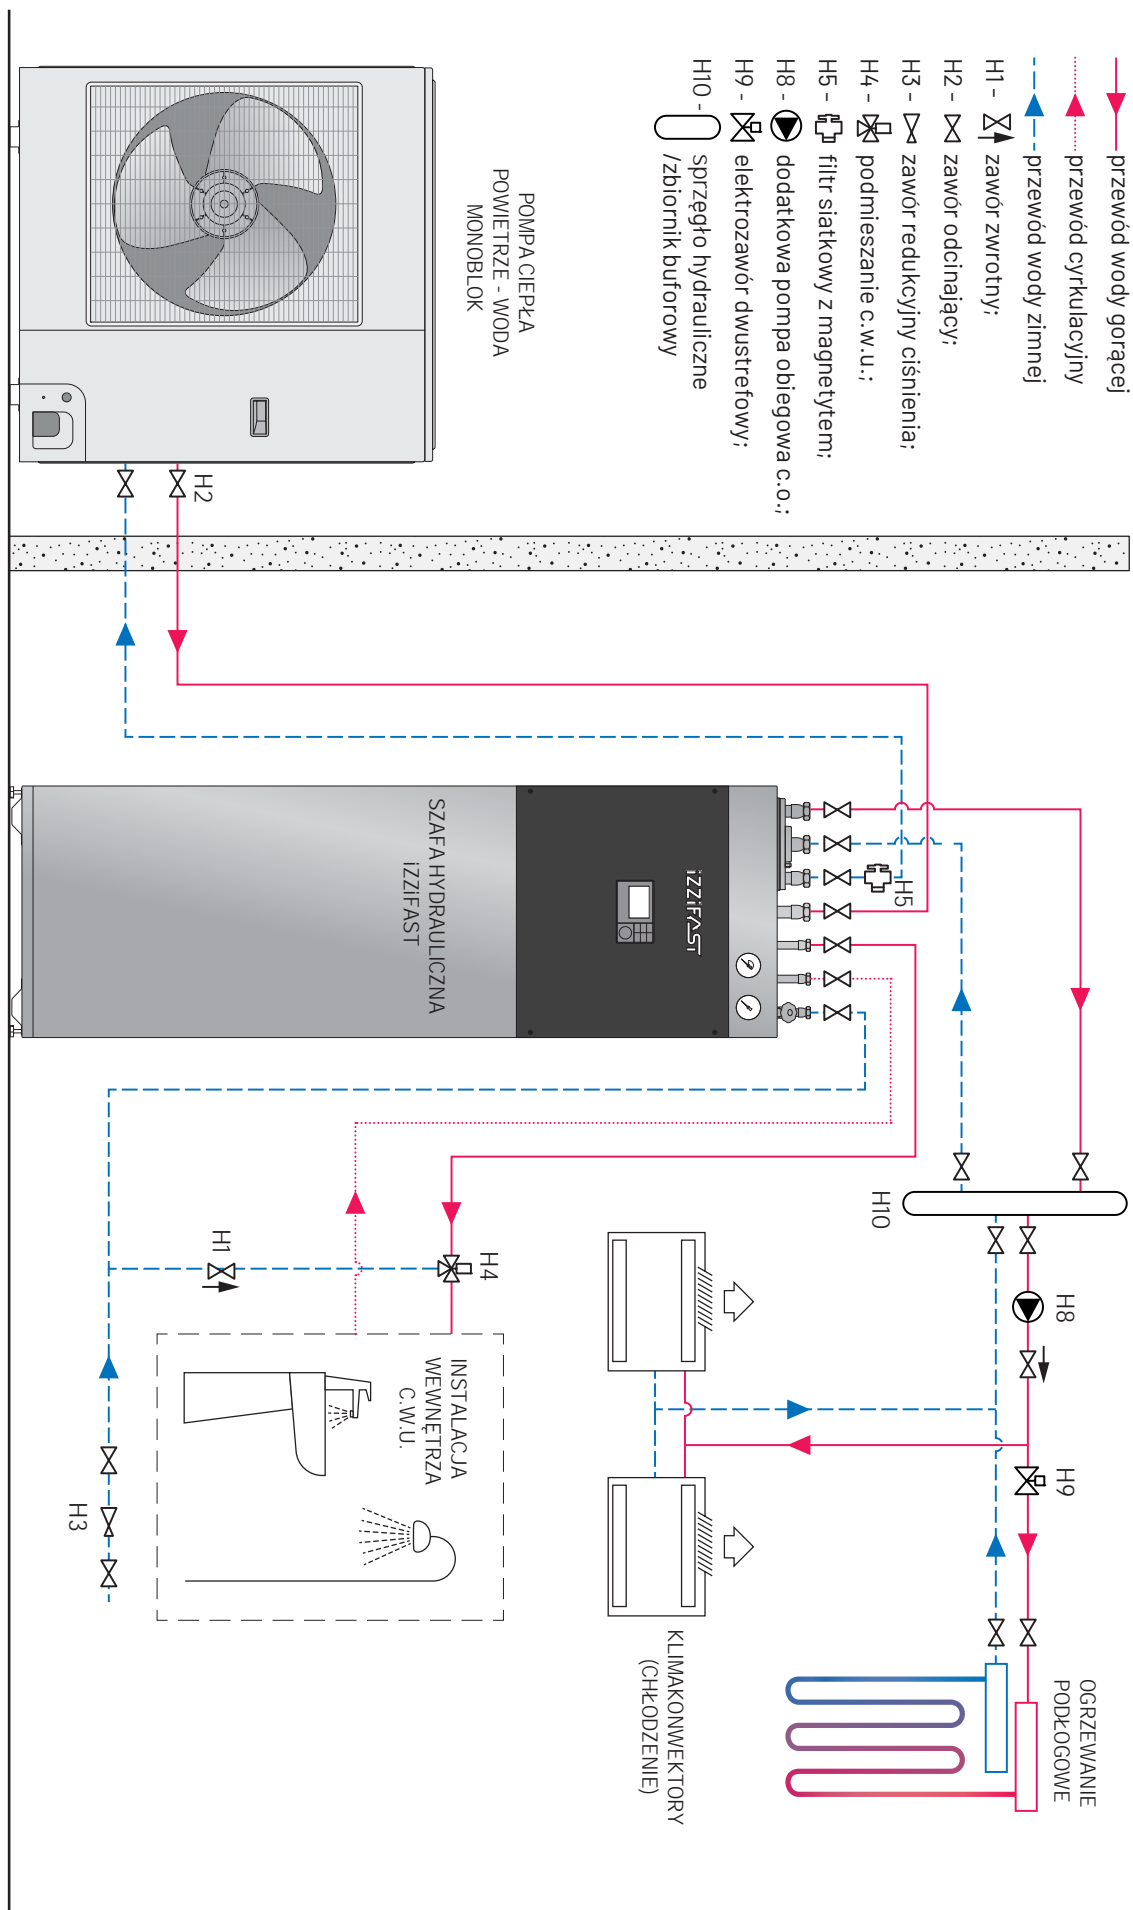 przewód wody gorącej
przewód cyrkulacyjny
przewód wody zimnej
H1 - zawór zwrotny;
H2 - zawór odcinający;
H3 - zawór redukcyjny ciśnienia;
H4 - podmieszanie c.w.u.;
H5 - filtr siatkowy z magnetytem;
H8 - dodatkowa pompa obiegowa c.o.;
H9 - elektrozawór dwustrefowy;
H10 - sprzęgło hydrauliczne
/zbiornik buforowy
POMPA CIEPŁA
POWIETRZE - WODA
MONOBLOK
H2
H5
iZZiFAST
SZAFA HYDRAULICZNA
iZZiFAST
H10
H8
H9
H4
H1
H3
INSTALACJA
WEWNĘTRZA
C.W.U.
KLIMAKONWEKTORY
(CHŁODZENIE)
OGRZEWANIE
PODŁOGOWE